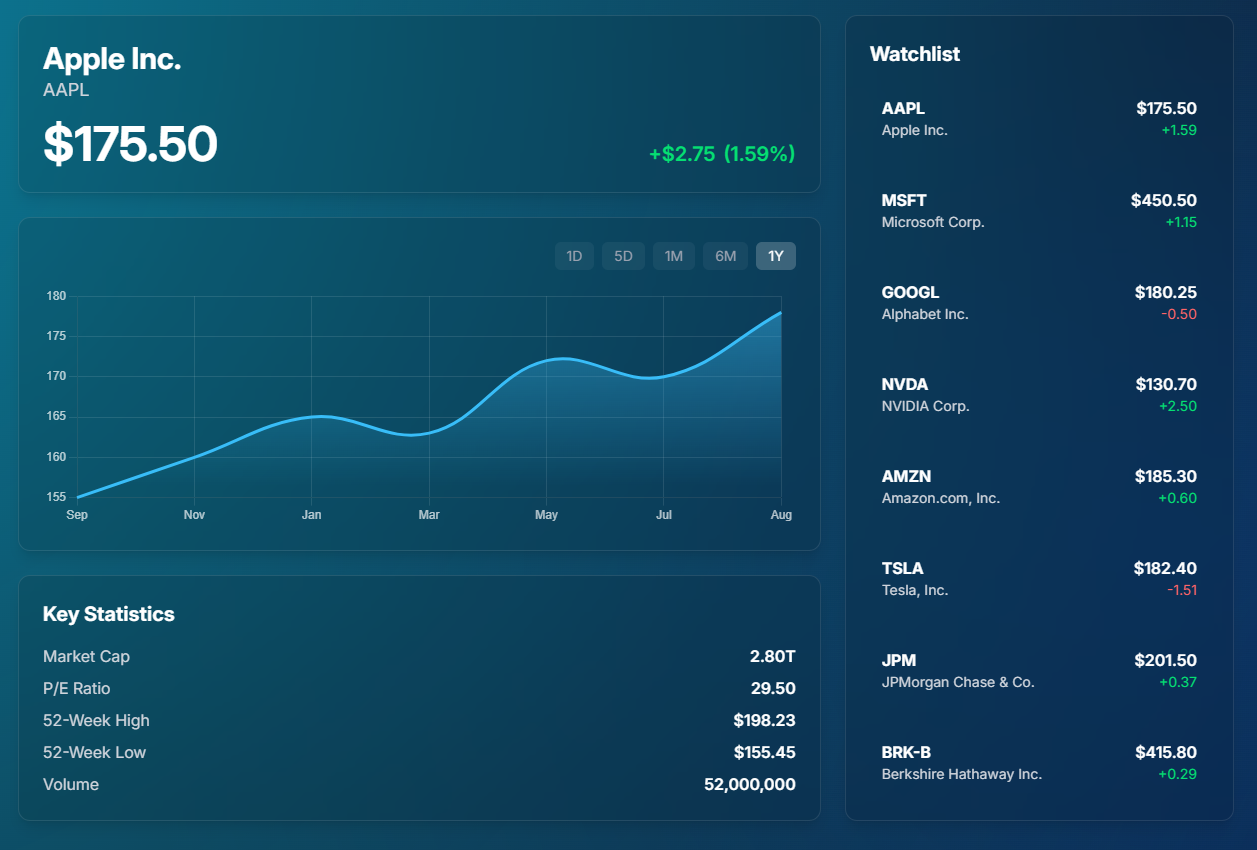 Apple Inc.
AAPL
$175.50
+$2.75 (1.59%)
1D 5D 1M 6M 1Y
180
175
170
165
160
155
Sep Nov Jan Mar May Jul Aug
Key Statistics
Market Cap 2.80T
P/E Ratio 29.50
52-Week High $198.23
52-Week Low $155.45
Volume 52,000,000
Watchlist
AAPL $175.50
Apple Inc. +1.59
MSFT $450.50
Microsoft Corp. +1.15
GOOGL $180.25
Alphabet Inc. -0.50
NVDA $130.70
NVIDIA Corp. +2.50
AMZN $185.30
Amazon.com, Inc. +0.60
TSLA $182.40
Tesla, Inc. -1.51
JPM $201.50
JPMorgan Chase & Co. +0.37
BRK-B $415.80
Berkshire Hathaway Inc. +0.29